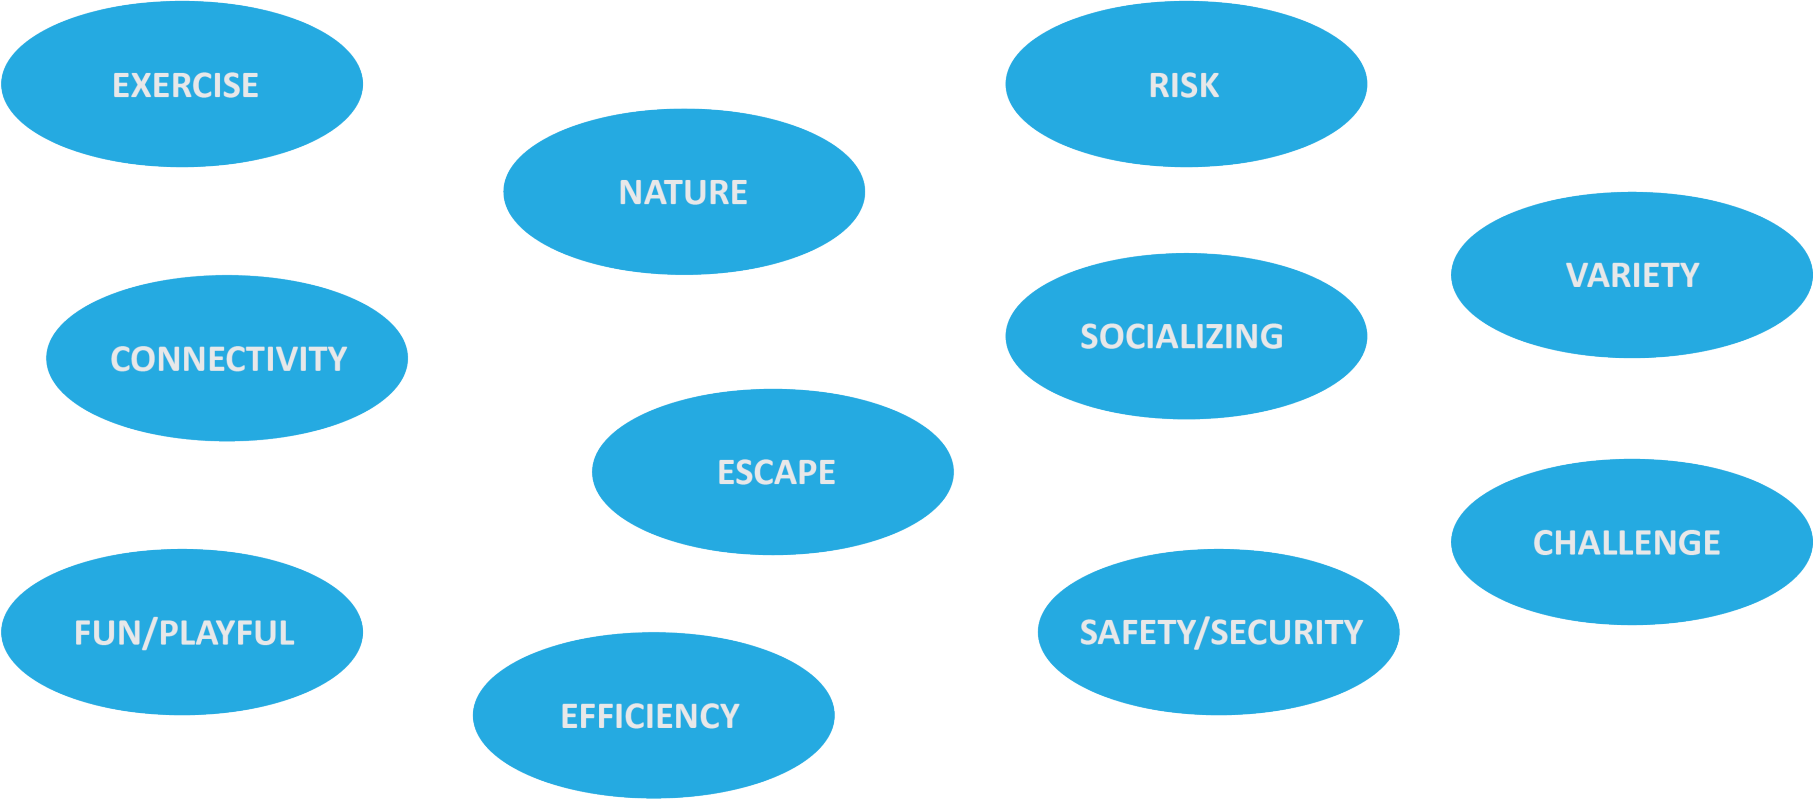 EXERCISE
RISK
NATURE
VARIETY
SOCIALIZING
CONNECTIVITY
ESCAPE
CHALLENGE
FUN/PLAYFUL
SAFETY/SECURITY
EFFICIENCY